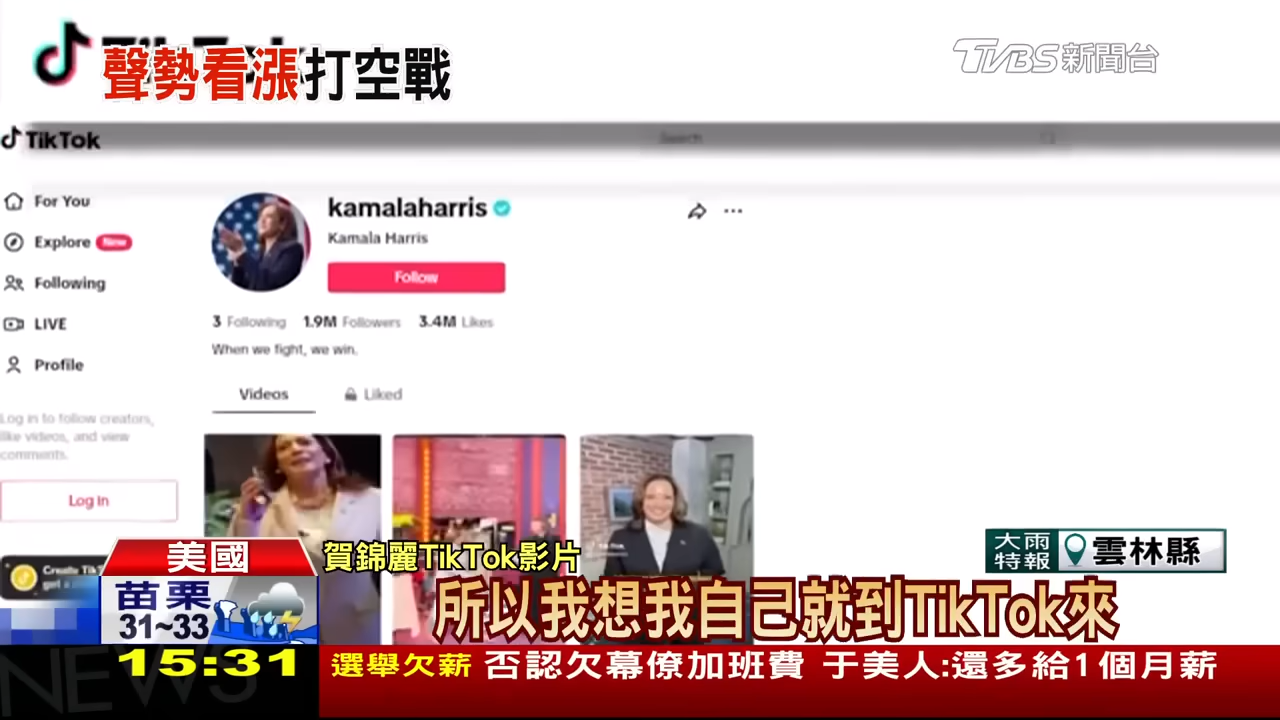 聲勢看漲打空戰
TVBS新聞台
TikTok
Search
For You
Explore New
Following
LIVE
Profile
Log in to follow creators,
like videos, and view
comments.
Log in
kamalaharris
Kamala Harris
Follow
3 Following 1.9M Followers 3.4M Likes
When we fight, we win.
Videos
Liked
美國
賀錦麗TikTok影片
大雨
特報
雲林縣
苗栗
31~33
所以我想我自己就到TikTok來
15:31
選舉欠薪 否認欠幕僚加班費 于美人:還多給1個月薪
NEWS